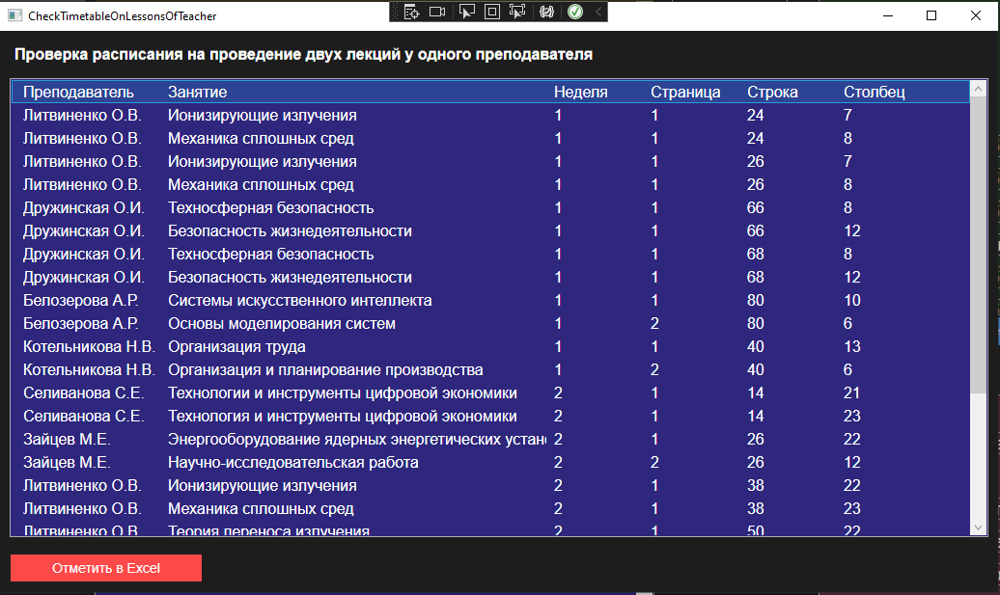 CheckTimetableOnLessonsOfTeacher
Проверка расписания на проведение двух лекций у одного преподавателя
Преподаватель Занятие Неделя Страница Строка Столбец
Литвиненко О.В. Ионизирующие излучения 1 1 24 7
Литвиненко О.В. Механика сплошных сред 1 1 24 8
Литвиненко О.В. Ионизирующие излучения 1 1 26 7
Литвиненко О.В. Механика сплошных сред 1 1 26 8
Дружинская О.И. Техносферная безопасность 1 1 66 8
Дружинская О.И. Безопасность жизнедеятельности 1 1 66 12
Дружинская О.И. Техносферная безопасность 1 1 68 8
Дружинская О.И. Безопасность жизнедеятельности 1 1 68 12
Белозерова А.Р. Системы искусственного интеллекта 1 1 80 10
Белозерова А.Р. Основы моделирования систем 1 2 80 6
Котельникова Н.В. Организация труда 1 1 40 13
Котельникова Н.В. Организация и планирование производства 1 2 40 6
Селиванова С.Е. Технологии и инструменты цифровой экономики 2 1 14 21
Селиванова С.Е. Технология и инструменты цифровой экономики 2 1 14 23
Зайцев М.Е. Энергооборудование ядерных энергетических устан 2 1 26 22
Зайцев М.Е. Научно-исследовательская работа 2 2 26 12
Литвиненко О.В. Ионизирующие излучения 2 1 38 22
Литвиненко О.В. Механика сплошных сред 2 1 38 23
Литвиненко О.В. Теория переноса излучения 2 1 50 22
Отметить в Excel